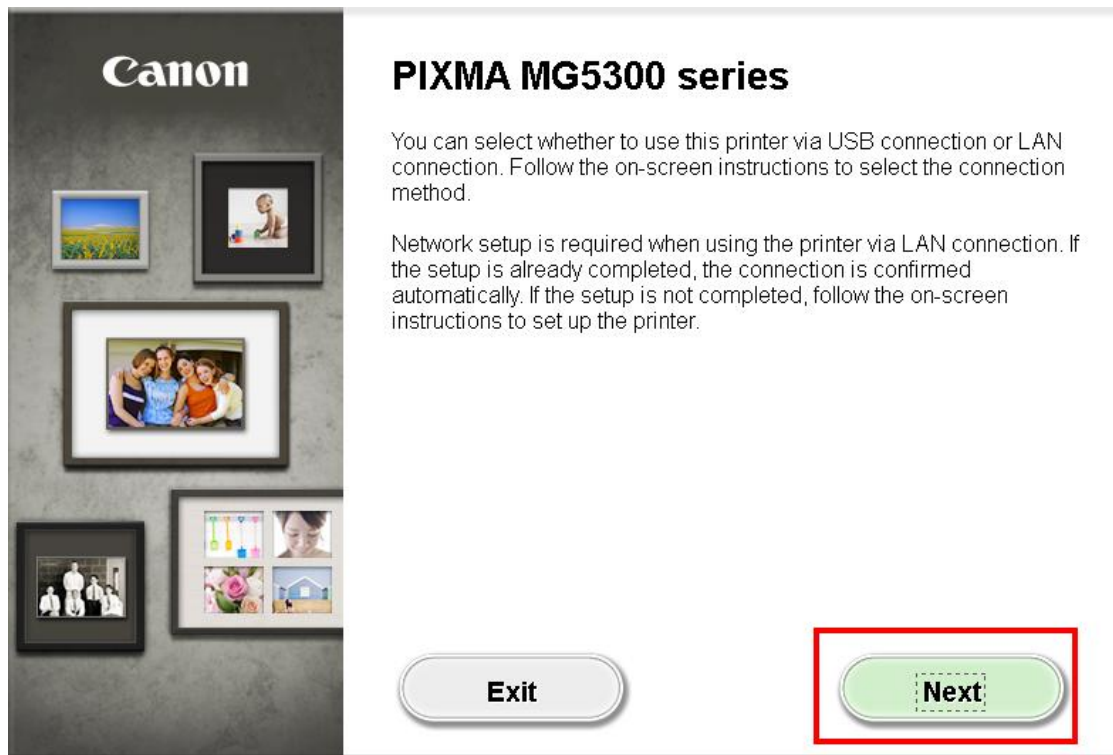 Canon
PIXMA MG5300 series
You can select whether to use this printer via USB connection or LAN
connection. Follow the on-screen instructions to select the connection
method.
Network setup is required when using the printer via LAN connection. If
the setup is already completed, the connection is confirmed
automatically. If the setup is not completed, follow the on-screen
instructions to set up the printer.
Exit
Next